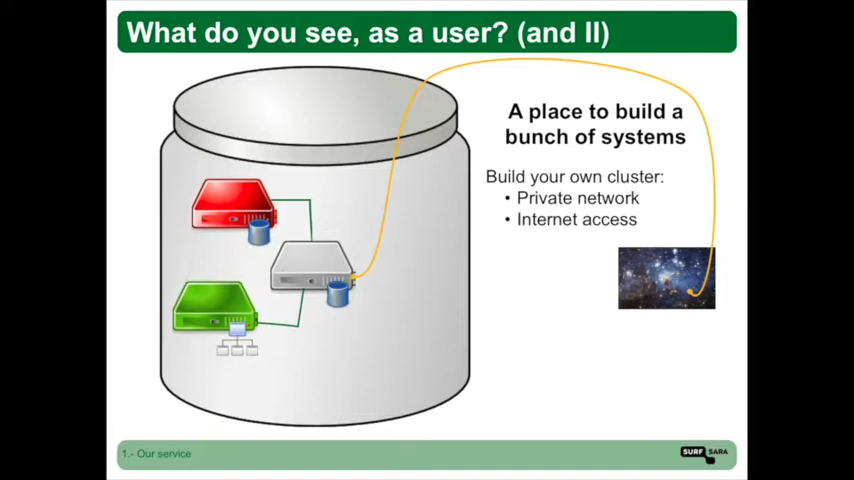 What do you see, as a user? (and II)
A place to build a
bunch of systems
Build your own cluster:
• Private network
• Internet access
1.- Our service
SURF SARA